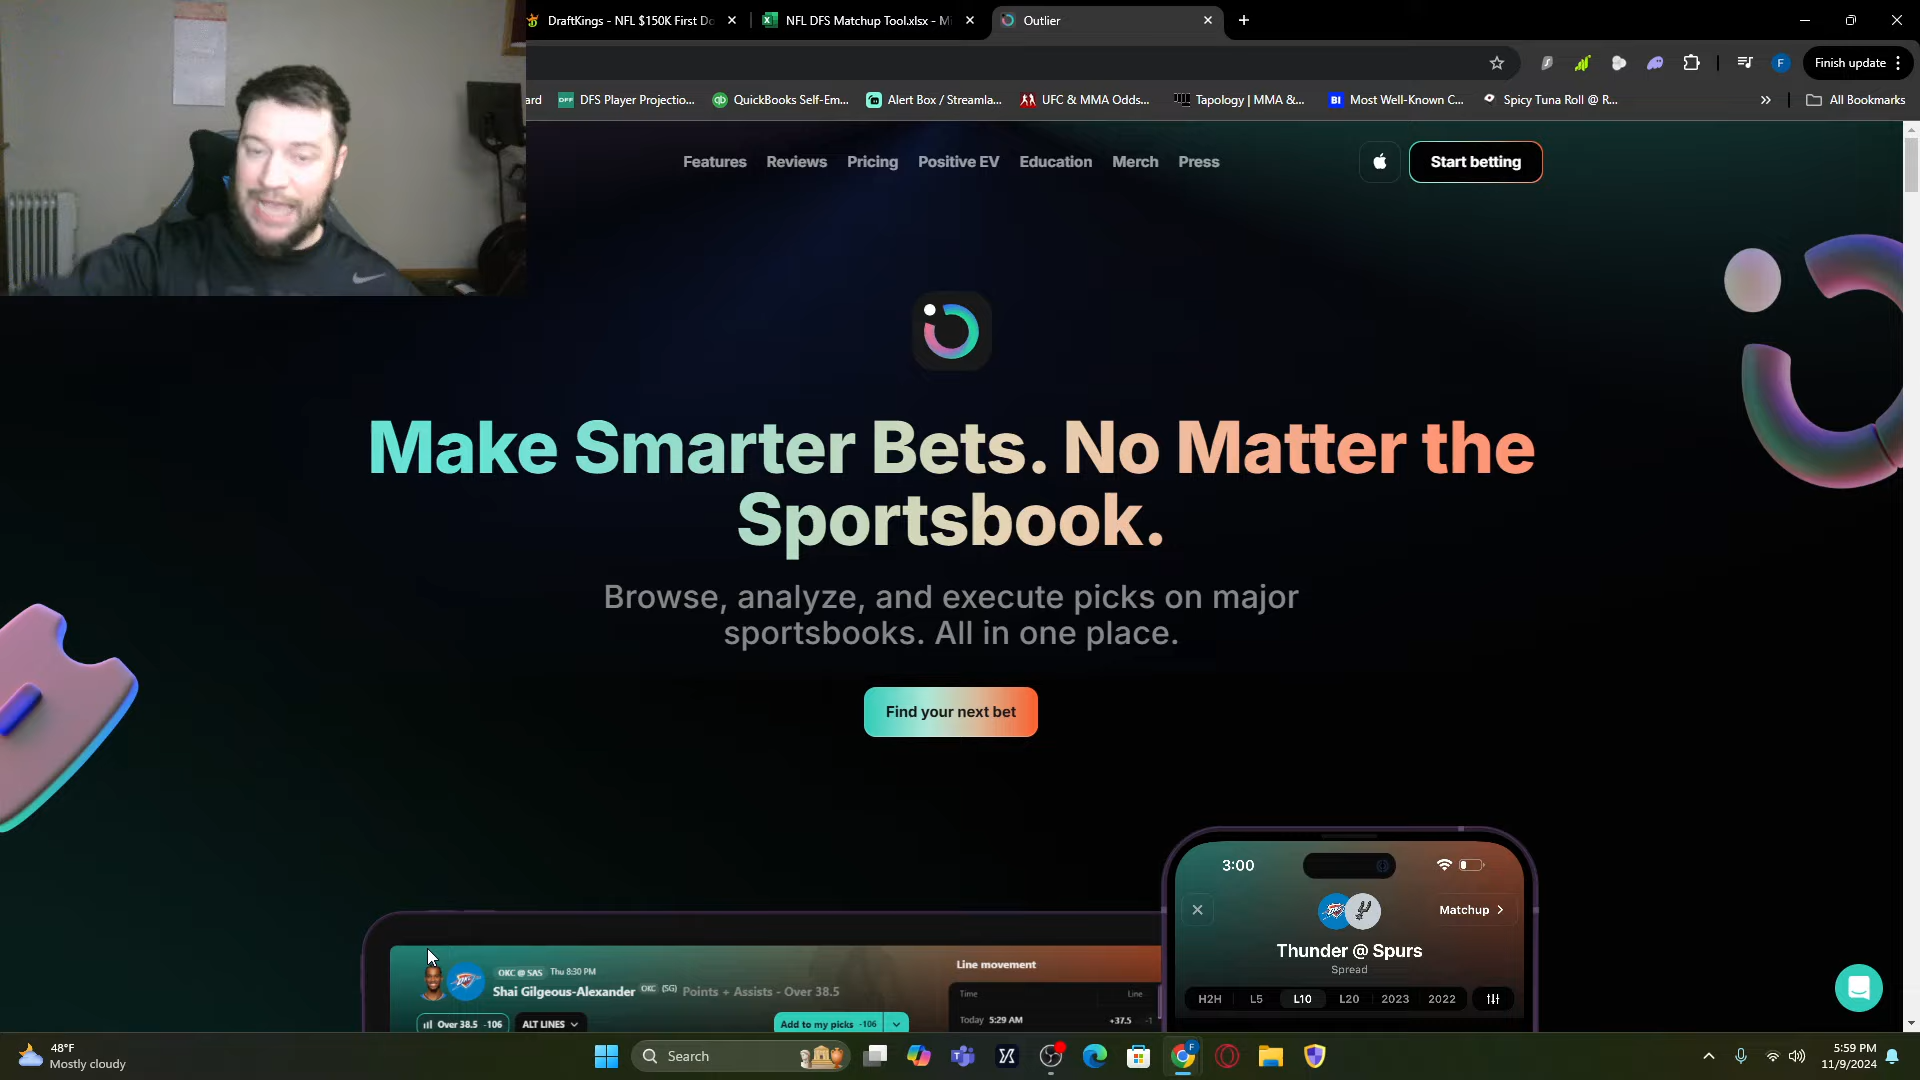 DraftKings - NFL $150K First Do
NFL DFS Matchup Tool.xlsx - Mi
Outlier
Finish update
ard
DFS Player Projectio...
QuickBooks Self-Em...
Alert Box / Streamla...
UFC & MMA Odds...
Tapology | MMA &...
BI Most Well-Known C...
Spicy Tuna Roll @ R...
All Bookmarks
Features Reviews Pricing Positive EV Education Merch Press
Start betting
Make Smarter Bets. No Matter the
Sportsbook.
Browse, analyze, and execute picks on major
sportsbooks. All in one place.
Find your next bet
3:00
Matchup
Thunder @ Spurs
Spread
H2H L5 L10 L20 2023 2022
OKC @ SAS Thu 8:30 PM
Shai Gilgeous-Alexander OKC (SG) Points + Assists - Over 38.5
Over 38.5 -106 ALT LINES
Add to my picks -106
Line movement
Time Line
Today 5:29 AM +37.5
48°F
Mostly cloudy
Search
5:59 PM
11/9/2024